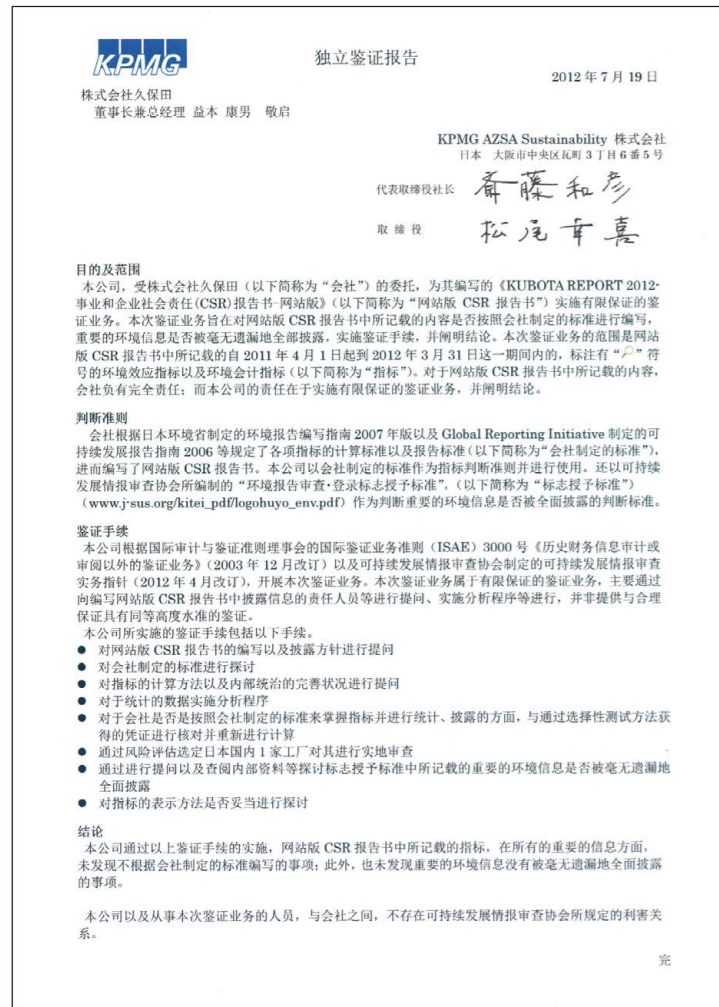 KPMG
独立鉴证报告
2012 年 7 月 19 日
株式会社久保田
董事长兼总经理 益本 康男 敬启
KPMG AZSA Sustainability 株式会社
日本 大阪市中央区瓦町 3 丁目 6 番 5 号
代表取缔役社长 斎藤和彦
取 缔 役 松尾幸喜
目的及范围
本公司，受株式会社久保田（以下简称为“会社”）的委托，为其编写的《KUBOTA REPORT 2012·
事业和企业社会责任(CSR)报告书-网站版》（以下简称为“网站版 CSR 报告书”）实施有限保证的鉴
证业务。本次鉴证业务旨在对网站版 CSR 报告书中所记载的内容是否按照会社制定的标准进行编写，
重要的环境信息是否被毫无遗漏地全部披露，实施鉴证手续，并阐明结论。本次鉴证业务的范围是网站
版 CSR 报告书中所记载的自 2011 年 4 月 1 日起到 2012 年 3 月 31 日这一期间内的，标注有“🔎”符
号的环境效应指标以及环境会计指标（以下简称为“指标”）。对于网站版 CSR 报告书中所记载的内容，
会社负有完全责任；而本公司的责任在于实施有限保证的鉴证业务，并阐明结论。
判断准则
会社根据日本环境省制定的环境报告编写指南 2007 年版以及 Global Reporting Initiative 制定的可
持续发展报告指南 2006 等规定了各项指标的计算标准以及报告标准（以下简称为“会社制定的标准”），
进而编写了网站版 CSR 报告书。本公司以会社制定的标准作为指标判断准则并进行使用。还以可持续
发展情报审查协会所编制的“环境报告审查·登录标志授予标准”，（以下简称为“标志授予标准”）
（www.j-sus.org/kitei_pdf/logohuyo_env.pdf）作为判断重要的环境信息是否被全面披露的判断标准。
鉴证手续
本公司根据国际审计与鉴证准则理事会的国际鉴证业务准则（ISAE）3000 号《历史财务信息审计或
审阅以外的鉴证业务》（2003 年 12 月改订）以及可持续发展情报审查协会制定的可持续发展情报审查
实务指针（2012 年 4 月改订），开展本次鉴证业务。本次鉴证业务属于有限保证的鉴证业务，主要通过
向编写网站版 CSR 报告书中披露信息的责任人员等进行提问、实施分析程序等进行，并非提供与合理
保证具有同等高度水准的鉴证。
本公司所实施的鉴证手续包括以下手续。
● 对网站版 CSR 报告书的编写以及披露方针进行提问
● 对会社制定的标准进行探讨
● 对指标的计算方法以及内部统治的完善状况进行提问
● 对于统计的数据实施分析程序
● 对于会社是否是按照会社制定的标准来掌握指标并进行统计、披露的方面，与通过选择性测试方法获
得的凭证进行核对并重新进行计算
● 通过风险评估选定日本国内 1 家工厂对其进行实地审查
● 通过进行提问以及查阅内部资料等探讨标志授予标准中所记载的重要的环境信息是否被毫无遗漏地
全面披露
● 对指标的表示方法是否妥当进行探讨
结论
本公司通过以上鉴证手续的实施，网站版 CSR 报告书中所记载的指标，在所有的重要的信息方面，
未发现不根据会社制定的标准编写的事项；此外，也未发现重要的环境信息没有被毫无遗漏地全面披露
的事项。
本公司以及从事本次鉴证业务的人员，与会社之间，不存在可持续发展情报审查协会所规定的利害关
系。
完